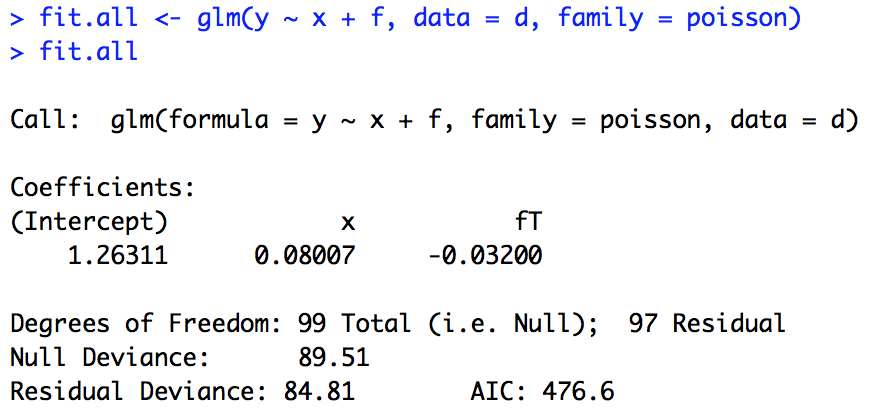 > fit.all <- glm(y ~ x + f, data = d, family = poisson)
> fit.all
Call:  glm(formula = y ~ x + f, family = poisson, data = d)
Coefficients:
(Intercept)            x           fT
    1.26311      0.08007     -0.03200
Degrees of Freedom: 99 Total (i.e. Null);  97 Residual
Null Deviance:      89.51
Residual Deviance: 84.81        AIC: 476.6